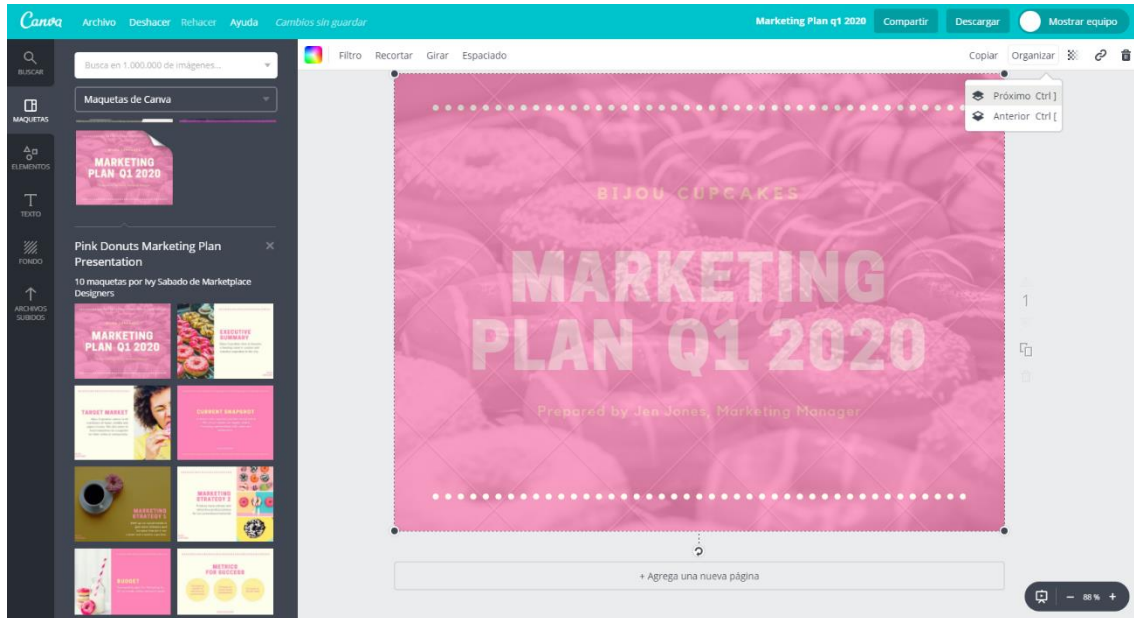 Canva
Archivo Deshacer Rehacer Ayuda Cambios sin guardar
Marketing Plan q1 2020 Compartir Descargar Mostrar equipo
BUSCAR
MAQUETAS
ELEMENTOS
TEXTO
FONDO
ARCHIVOS
SUBIDOS
Busca en 1.000.000 de imágenes...
Maquetas de Canva
MARKETING
PLAN Q1 2020
Pink Donuts Marketing Plan
Presentation
10 maquetas por Ivy Sabado de Marketplace
Designers
MARKETING
PLAN Q1 2020
EXECUTIVE
SUMMARY
TARGET MARKET
CURRENT SNAPSHOT
MARKETING
STRATEGY 1
MARKETING
STRATEGY 2
BUDGET
METRICS
FOR SUCCESS
Filtro Recortar Girar Espaciado
Copiar Organizar
Próximo Ctrl ]
Anterior Ctrl [
BIJOU CUPCAKES
MARKETING
PLAN Q1 2020
Prepared by Jen Jones, Marketing Manager
1
+ Agrega una nueva página
88 %